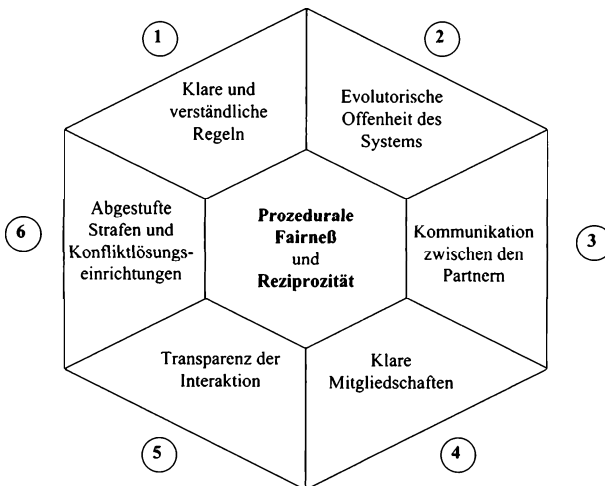 1
Klare und
verständliche
Regeln
2
Evolutorische
Offenheit des
Systems
6
Abgestufte
Strafen und
Konfliktlösungs-
einrichtungen
Prozedurale
Fairneß
und
Reziprozität
Kommunikation
zwischen den
Partnern
3
Transparenz der
Interaktion
5
Klare
Mitgliedschaften
4